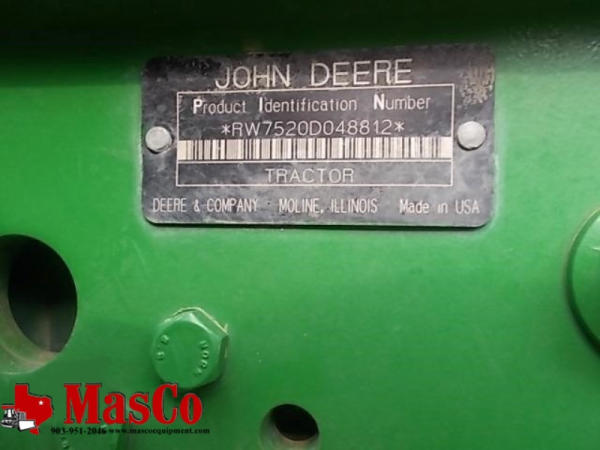 JOHN DEERE
Product Identification Number
*RW7520D048812*
TRACTOR
DEERE & COMPANY MOLINE, ILLINOIS Made in USA
MasCo
903-951-2046 www.mascoequipment.com